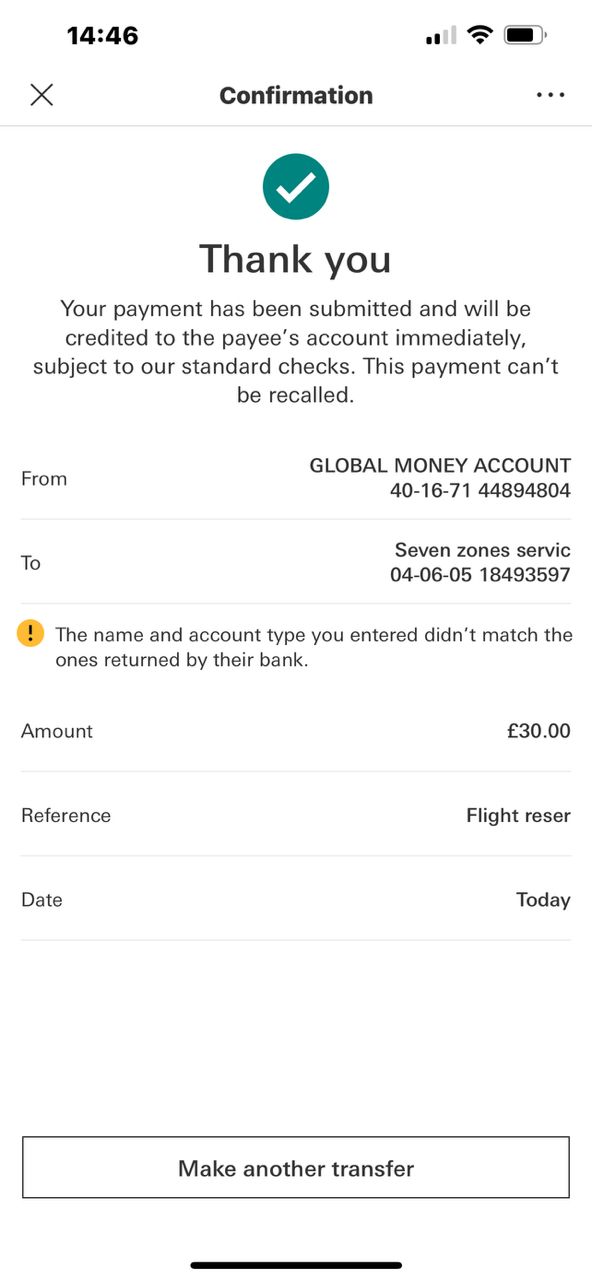 14:46
Confirmation
Thank you
Your payment has been submitted and will be
credited to the payee’s account immediately,
subject to our standard checks. This payment can’t
be recalled.
From
GLOBAL MONEY ACCOUNT
40-16-71 44894804
To
Seven zones servic
04-06-05 18493597
The name and account type you entered didn’t match the
ones returned by their bank.
Amount
£30.00
Reference
Flight reser
Date
Today
Make another transfer